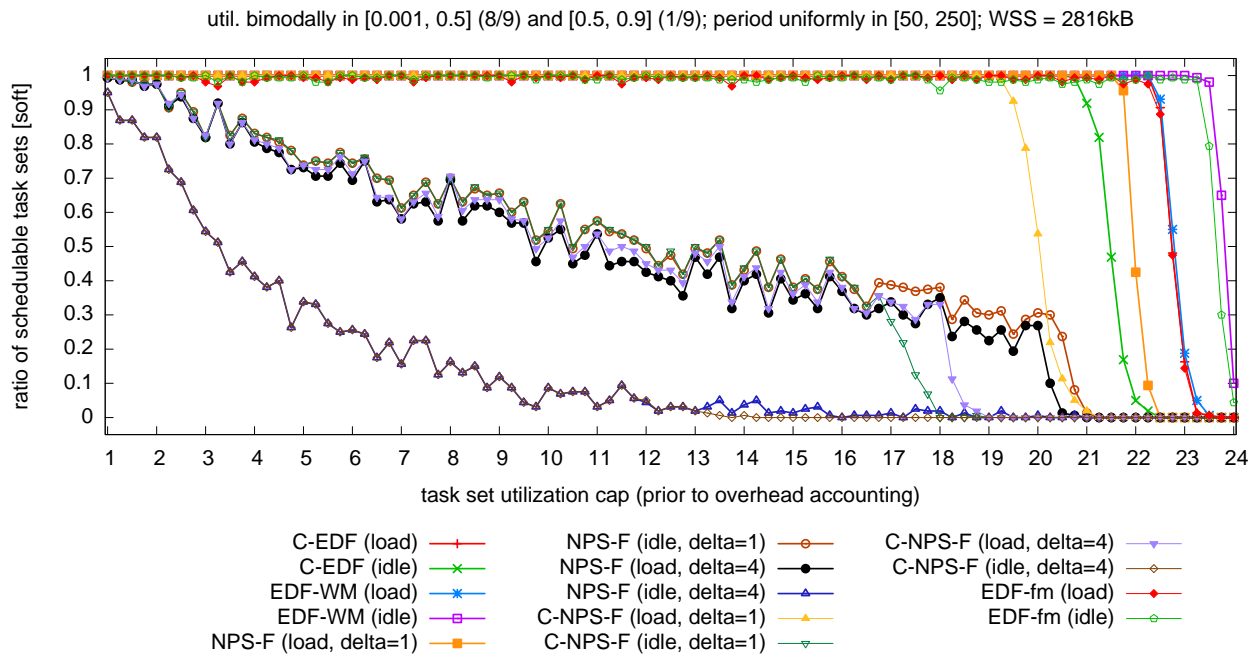 util. bimodally in [0.001, 0.5] (8/9) and [0.5, 0.9] (1/9); period uniformly in [50, 250]; WSS = 2816kB
ratio of schedulable task sets [soft]
1
0.9
0.8
0.7
0.6
0.5
0.4
0.3
0.2
0.1
0
1 2 3 4 5 6 7 8 9 10 11 12 13 14 15 16 17 18 19 20 21 22 23 24
task set utilization cap (prior to overhead accounting)
C-EDF (load)
C-EDF (idle)
EDF-WM (load)
EDF-WM (idle)
NPS-F (load, delta=1)
NPS-F (idle, delta=1)
NPS-F (load, delta=4)
NPS-F (idle, delta=4)
C-NPS-F (load, delta=1)
C-NPS-F (idle, delta=1)
C-NPS-F (load, delta=4)
C-NPS-F (idle, delta=4)
EDF-fm (load)
EDF-fm (idle)